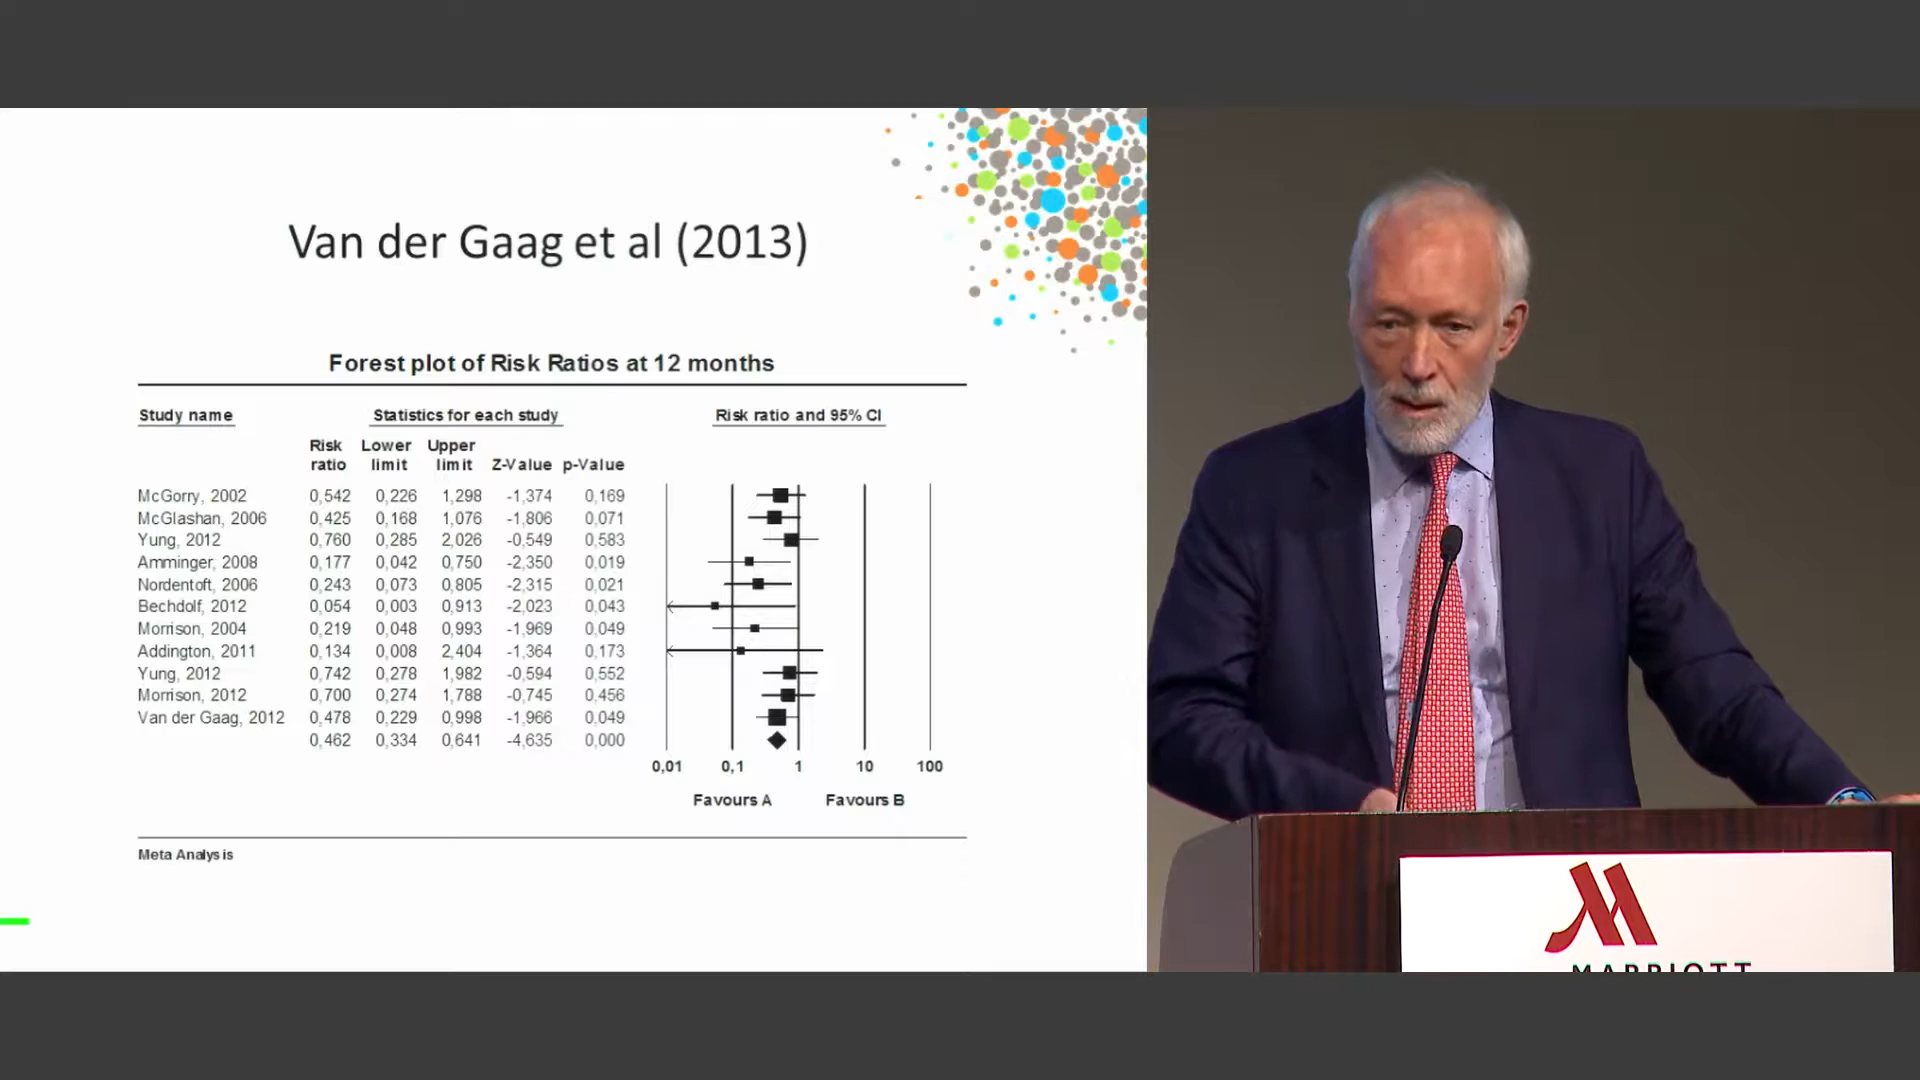 Van der Gaag et al (2013)
Forest plot of Risk Ratios at 12 months
Study name Statistics for each study Risk ratio and 95% CI
Risk Lower Upper
ratio limit limit Z-Value p-Value
McGorry, 2002 0,542 0,226 1,298 -1,374 0,169
McGlashan, 2006 0,425 0,168 1,076 -1,806 0,071
Yung, 2012 0,760 0,285 2,026 -0,549 0,583
Amminger, 2008 0,177 0,042 0,750 -2,350 0,019
Nordentoft, 2006 0,243 0,073 0,805 -2,315 0,021
Bechdolf, 2012 0,054 0,003 0,913 -2,023 0,043
Morrison, 2004 0,219 0,048 0,993 -1,969 0,049
Addington, 2011 0,134 0,008 2,404 -1,364 0,173
Yung, 2012 0,742 0,278 1,982 -0,594 0,552
Morrison, 2012 0,700 0,274 1,788 -0,745 0,456
Van der Gaag, 2012 0,478 0,229 0,998 -1,966 0,049
0,462 0,334 0,641 -4,635 0,000
0,01 0,1 1 10 100
Favours A Favours B
Meta Analysis
MARRIOTT